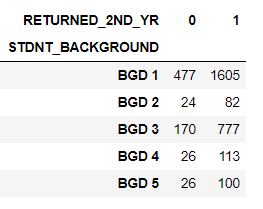 RETURNED_2ND_YR 0 1
STDNT_BACKGROUND
BGD 1 477 1605
BGD 2 24 82
BGD 3 170 777
BGD 4 26 113
BGD 5 26 100